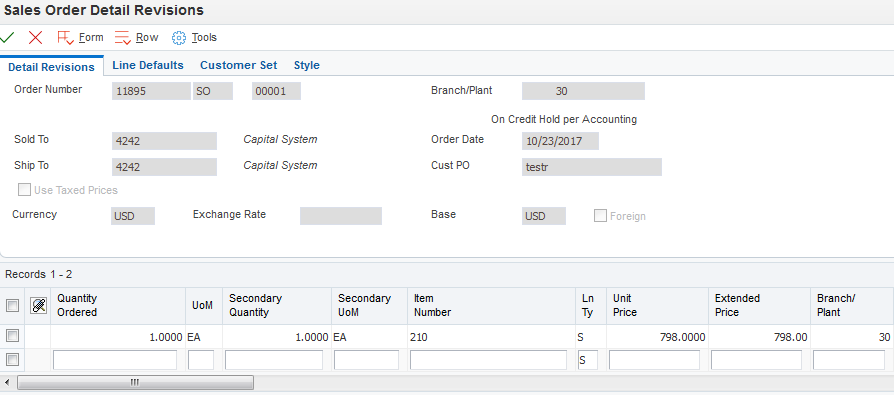 Sales Order Detail Revisions
Form Row Tools
Detail Revisions Line Defaults Customer Set Style
Order Number 11895 SO 00001 Branch/Plant 30
On Credit Hold per Accounting
Sold To 4242 Capital System Order Date 10/23/2017
Ship To 4242 Capital System Cust PO testr
Use Taxed Prices
Currency USD Exchange Rate Base USD Foreign
Records 1 - 2
Quantity Secondary Secondary Item Ln Unit Extended Branch/
Ordered UoM Quantity UoM Number Ty Price Price Plant
1.0000 EA 1.0000 EA 210 S 798.0000 798.00 30
S